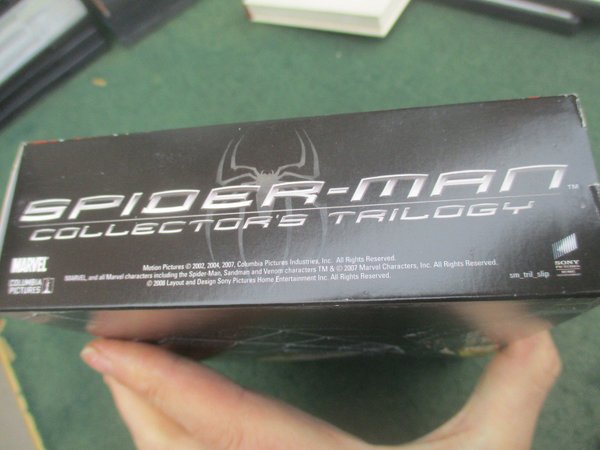 SPIDER-MAN™
COLLECTOR'S TRILOGY
MARVEL
COLUMBIA
PICTURES
Motion Pictures © 2002, 2004, 2007, Columbia Pictures Industries, Inc. All Rights Reserved.
MARVEL, and all Marvel characters including the Spider-Man, Sandman and Venom characters TM & © 2007 Marvel Characters, Inc. All Rights Reserved.
© 2008 Layout and Design Sony Pictures Home Entertainment Inc. All Rights Reserved.
sm_tril_slip
SONY
PICTURES